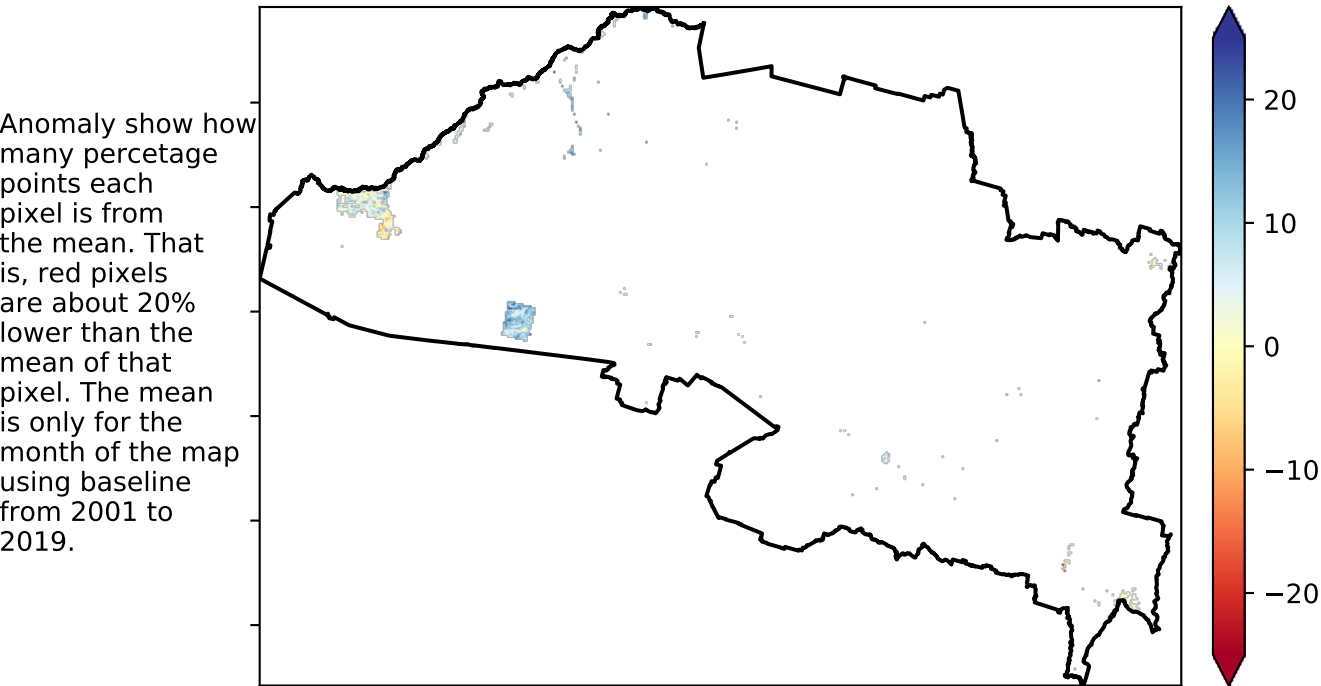 Anomaly show how
many percetage
points each
pixel is from
the mean. That
is, red pixels
are about 20%
lower than the
mean of that
pixel. The mean
is only for the
month of the map
using baseline
from 2001 to
2019.
20
10
0
−10
−20